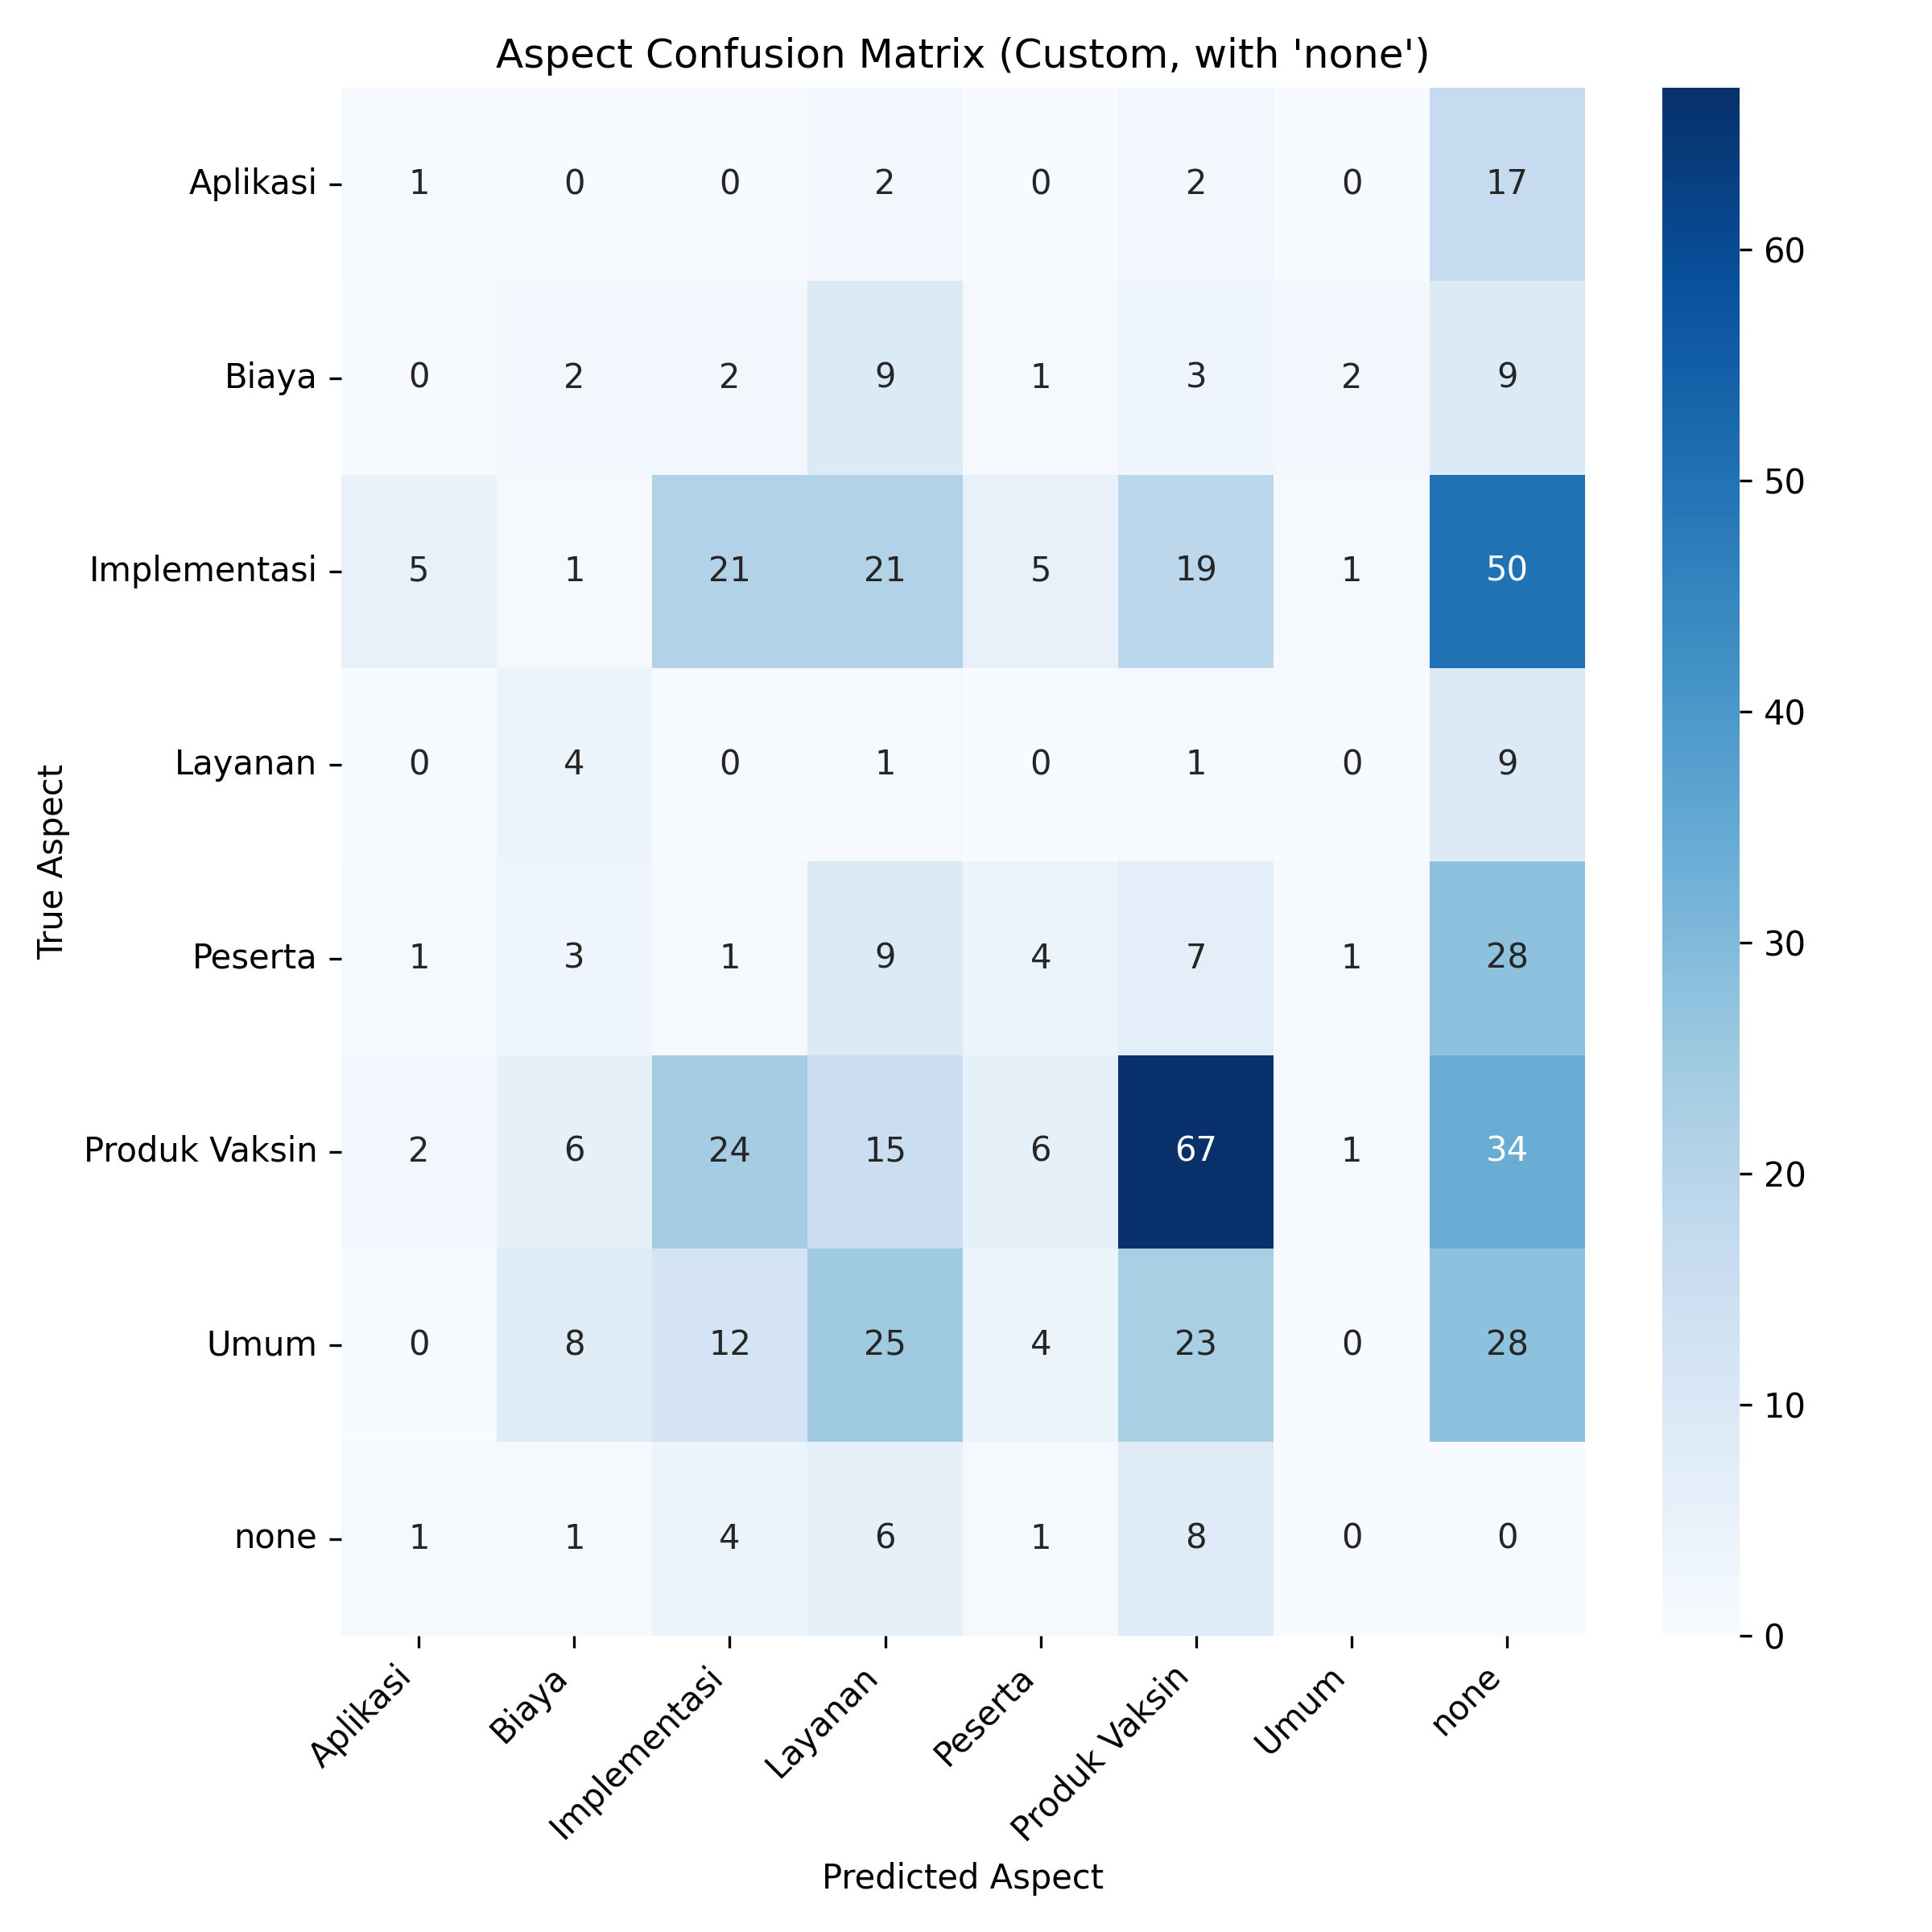 Aspect Confusion Matrix (Custom, with 'none')
True Aspect
Aplikasi 1 0 0 2 0 2 0 17
Biaya 0 2 2 9 1 3 2 9
Implementasi 5 1 21 21 5 19 1 50
Layanan 0 4 0 1 0 1 0 9
Peserta 1 3 1 9 4 7 1 28
Produk Vaksin 2 6 24 15 6 67 1 34
Umum 0 8 12 25 4 23 0 28
none 1 1 4 6 1 8 0 0
Aplikasi Biaya Implementasi Layanan Peserta Produk Vaksin Umum none
Predicted Aspect
60
50
40
30
20
10
0